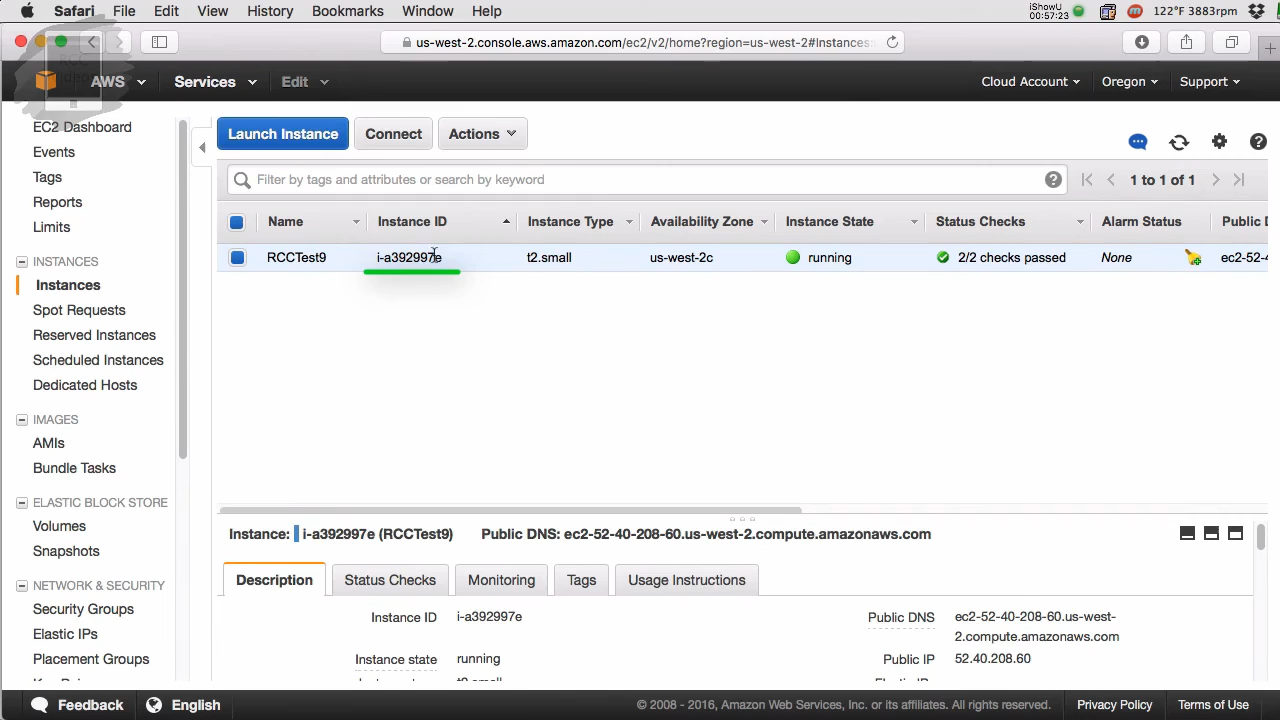 Safari File Edit View History Bookmarks Window Help
iShowU
00:57:23
122°F 3883rpm
us-west-2.console.aws.amazon.com/ec2/v2/home?region=us-west-2#Instances
RCC
AWS Services Edit Cloud Account Oregon Support
EC2 Dashboard
Events
Tags
Reports
Limits
INSTANCES
Instances
Spot Requests
Reserved Instances
Scheduled Instances
Dedicated Hosts
IMAGES
AMIs
Bundle Tasks
ELASTIC BLOCK STORE
Volumes
Snapshots
NETWORK & SECURITY
Security Groups
Elastic IPs
Placement Groups
Launch Instance Connect Actions
Filter by tags and attributes or search by keyword
1 to 1 of 1
Name Instance ID Instance Type Availability Zone Instance State Status Checks Alarm Status Public D
RCCTest9 i-a392997e t2.small us-west-2c running 2/2 checks passed None ec2-52-4
Instance: i-a392997e (RCCTest9) Public DNS: ec2-52-40-208-60.us-west-2.compute.amazonaws.com
Description Status Checks Monitoring Tags Usage Instructions
Instance ID i-a392997e
Public DNS ec2-52-40-208-60.us-west-
2.compute.amazonaws.com
Instance state running
Public IP 52.40.208.60
Feedback English © 2008 - 2016, Amazon Web Services, Inc. or its affiliates. All rights reserved. Privacy Policy Terms of Use